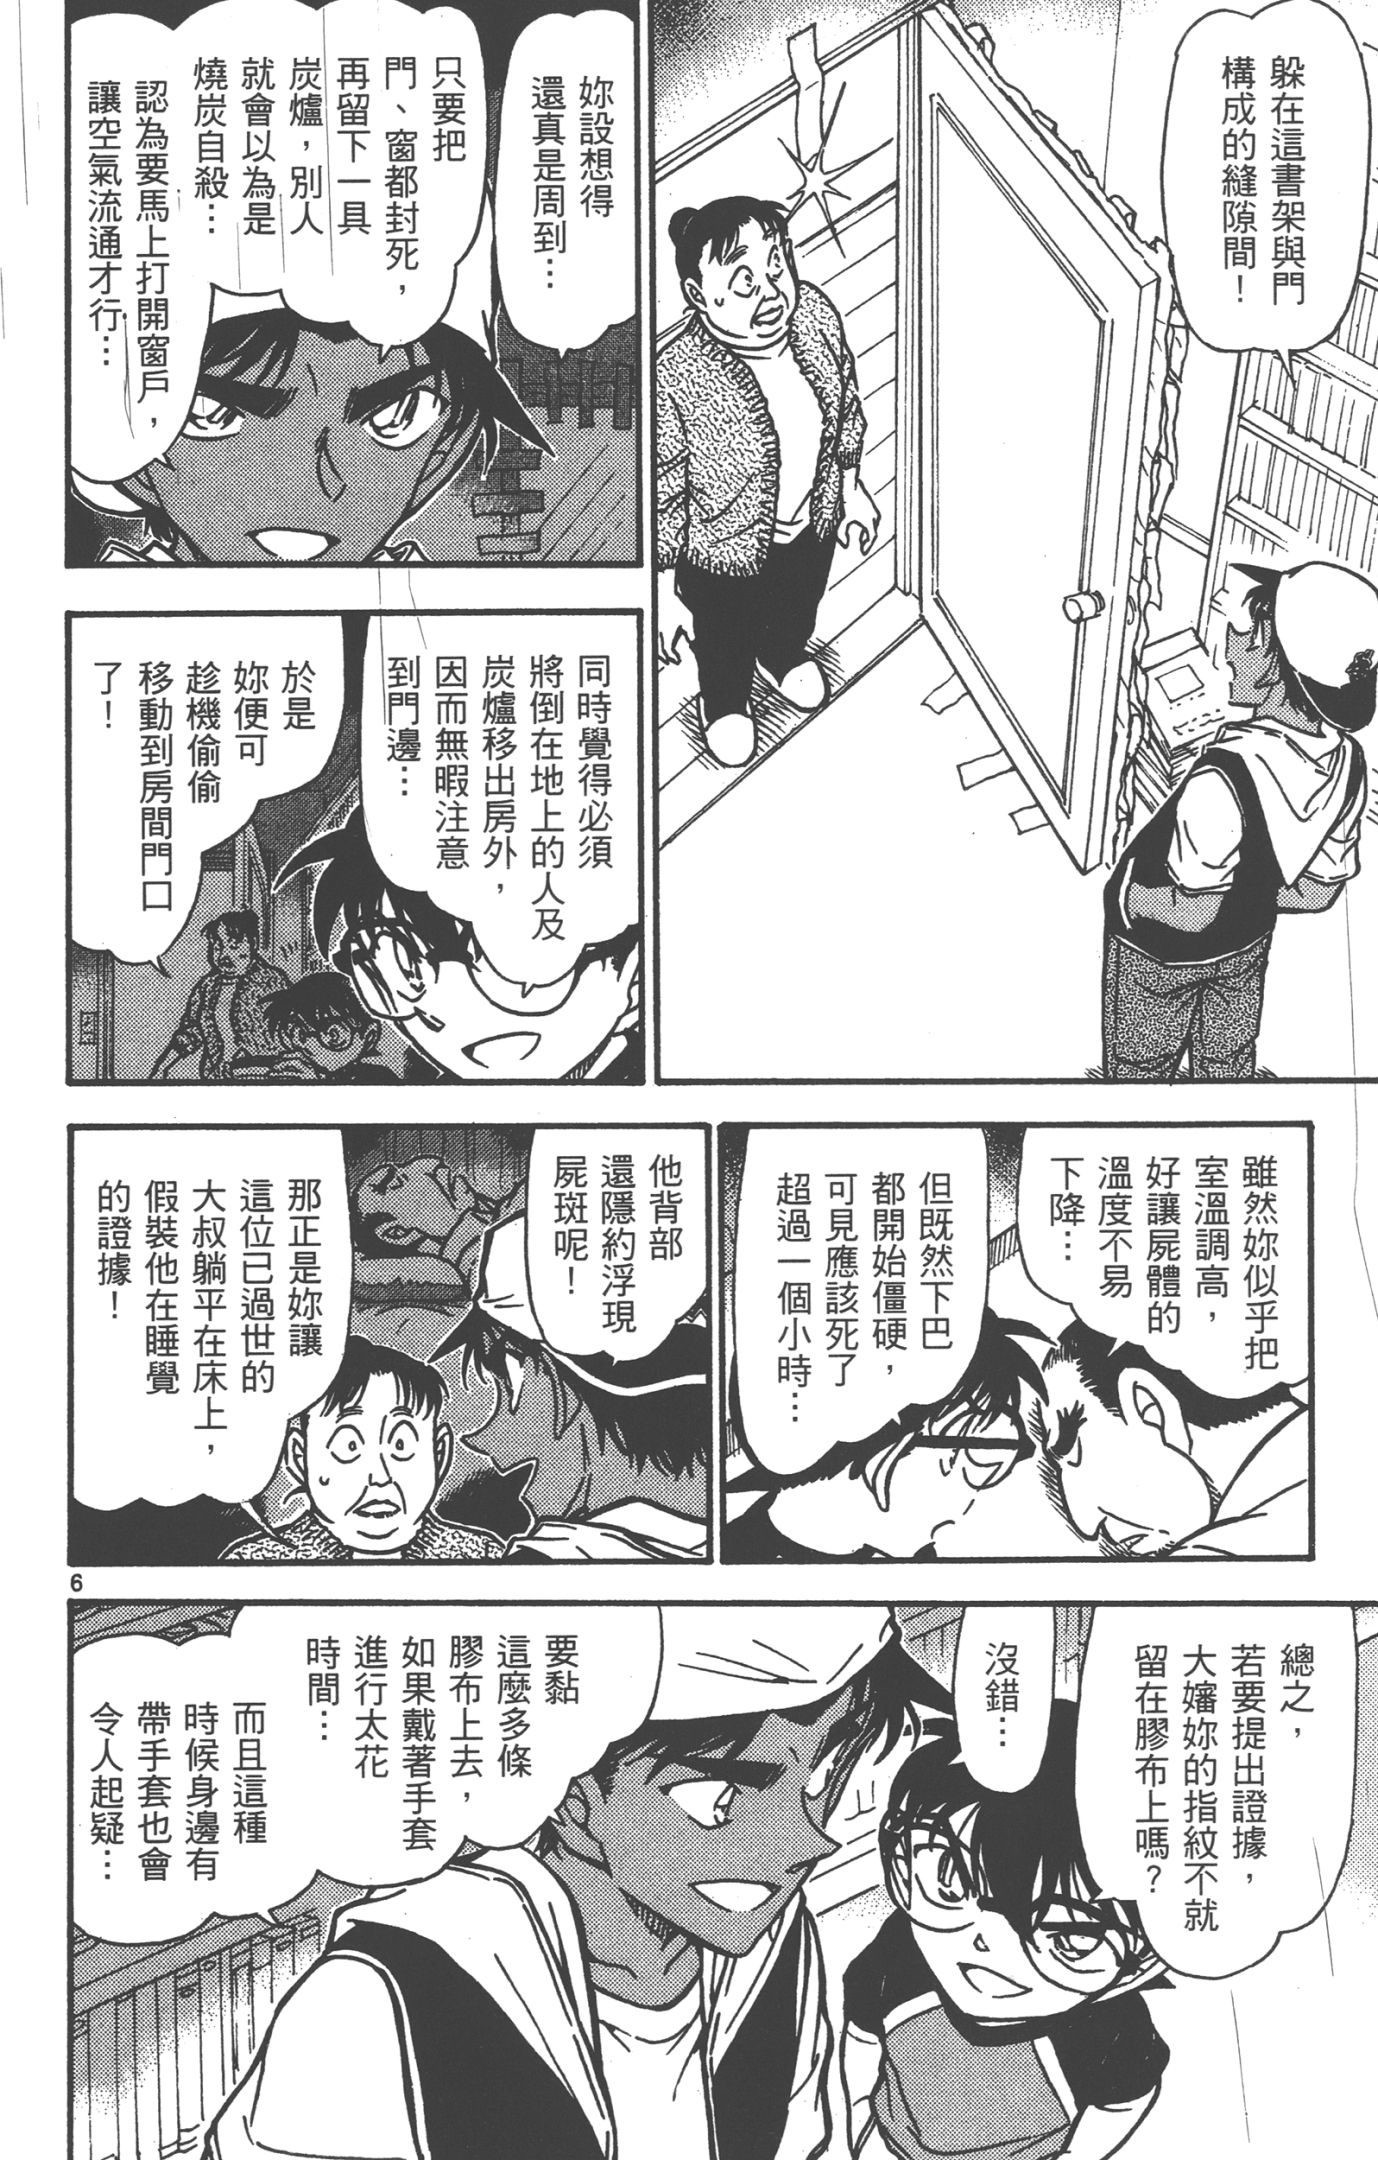 躲在這書架與門
構成的縫隙間！
妳設想得
還真是周到…
只要把
門、窗都封死，
再留下一具
炭爐，別人
就會以為是
燒炭自殺…
認為要馬上打開窗戶，
讓空氣流通才行…
同時覺得必須
將倒在地上的人及
炭爐移出房外，
因而無暇注意
到門邊…
於是
妳便可
趁機偷偷
移動到房間門口
了！
雖然妳似乎把
室溫調高，
好讓屍體的
溫度不易
下降…
但既然下巴
都開始僵硬，
可見應該死了
超過一個小時…
他背部
還隱約浮現
屍斑呢！
那正是妳讓
這位已過世的
大叔躺平在床上，
假裝他在睡覺
的證據！
6
總之，
若要提出證據，
大嬸妳的指紋不就
留在膠布上嗎？
沒錯…
要黏
這麼多條
膠布上去，
如果戴著手套
進行太花
時間…
而且這種
時候身邊有
帶手套也會
令人起疑…